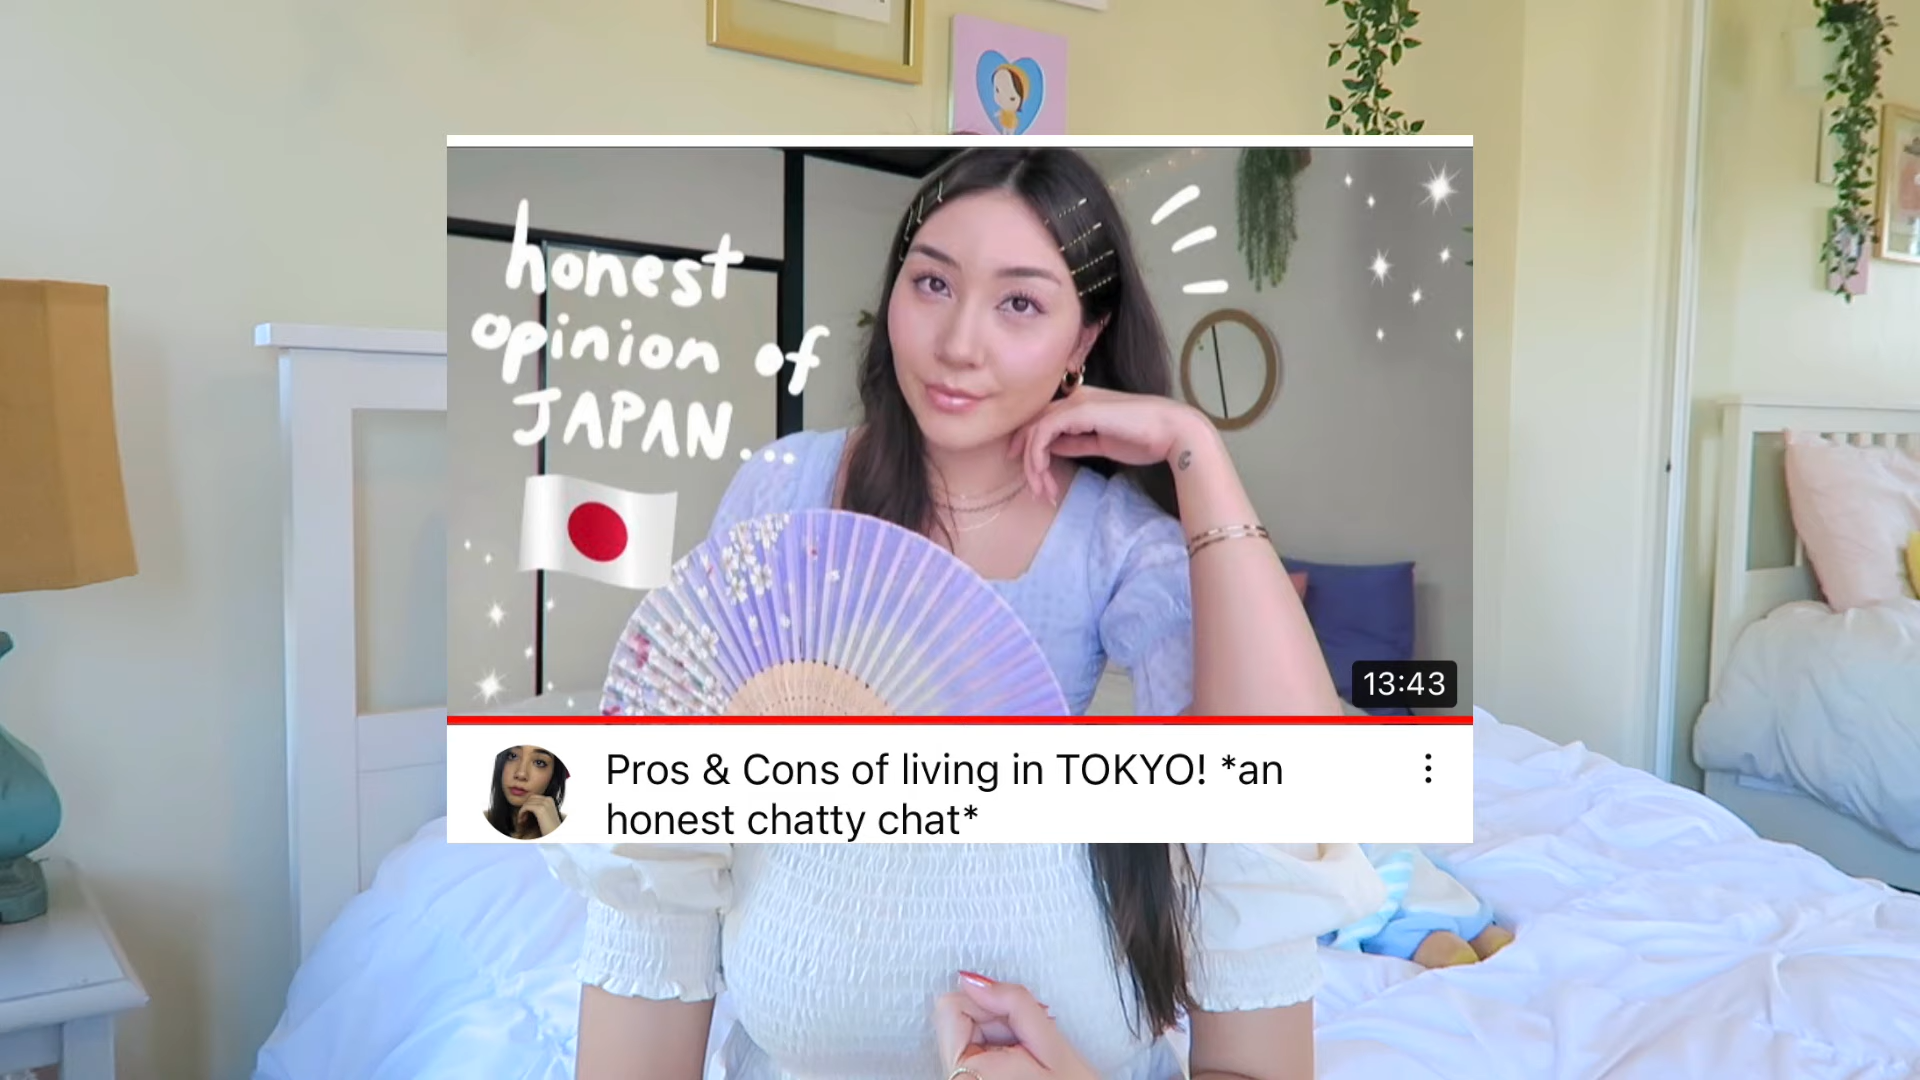 honest
opinion of
JAPAN...
13:43
Pros & Cons of living in TOKYO! *an
honest chatty chat*